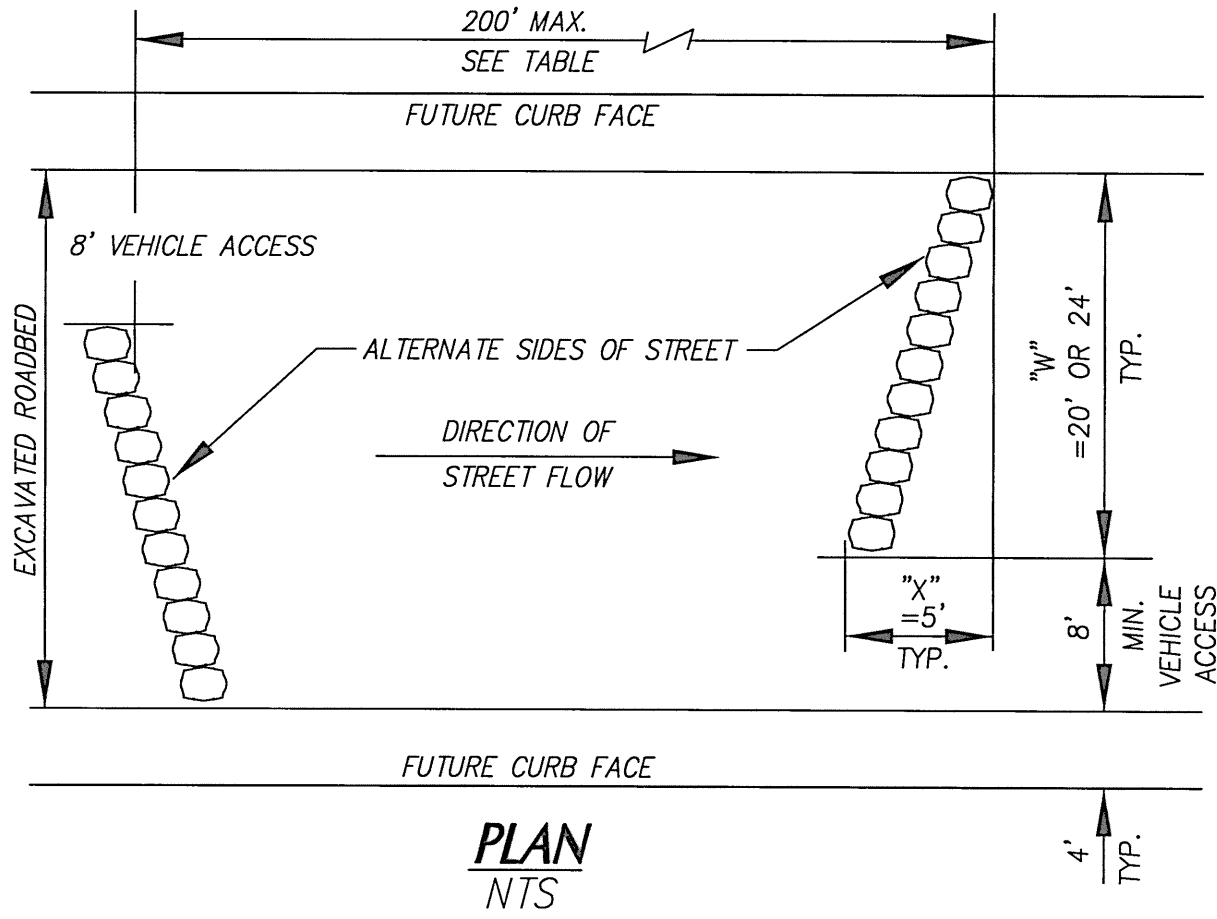 200' MAX.
SEE TABLE
FUTURE CURB FACE
8' VEHICLE ACCESS
EXCAVATED ROADBED
ALTERNATE SIDES OF STREET
DIRECTION OF
STREET FLOW
"W"
=20' OR 24'
TYP.
"X"
=5'
TYP.
8'
MIN.
VEHICLE
ACCESS
FUTURE CURB FACE
4'
TYP.
PLAN
NTS